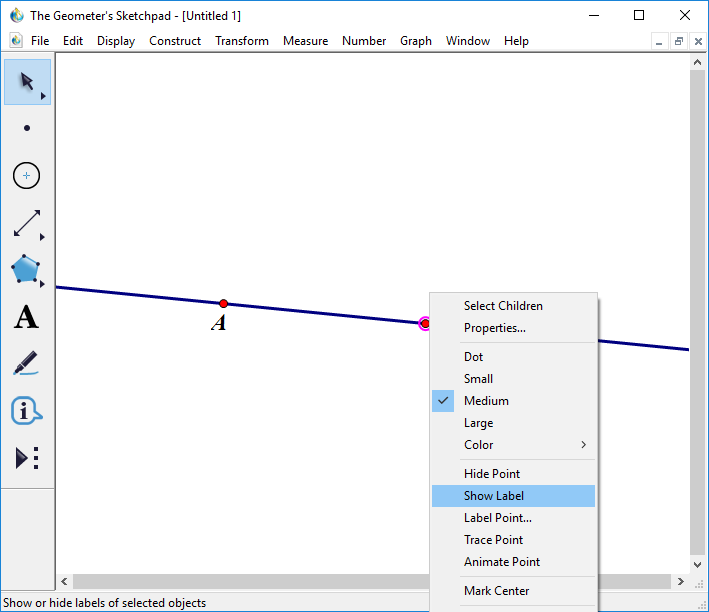 The Geometer's Sketchpad - [Untitled 1]
File Edit Display Construct Transform Measure Number Graph Window Help
A
A
Select Children
Properties...
Dot
Small
Medium
Large
Color
Hide Point
Show Label
Label Point...
Trace Point
Animate Point
Mark Center
Show or hide labels of selected objects